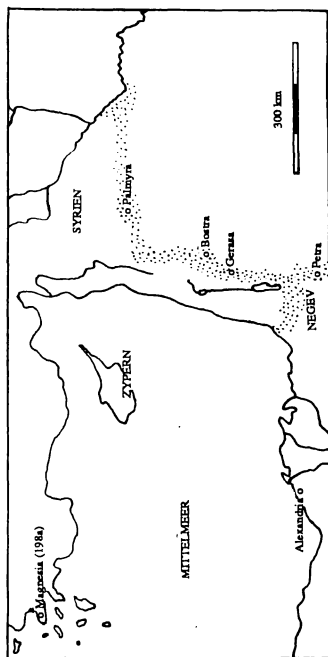 Magnesia (198a)
SYRIEN
Palmyra
ZYPERN
Bostra
Gerasa
MITTELMEER
300 km
NEGEV
Petra
Alexandria